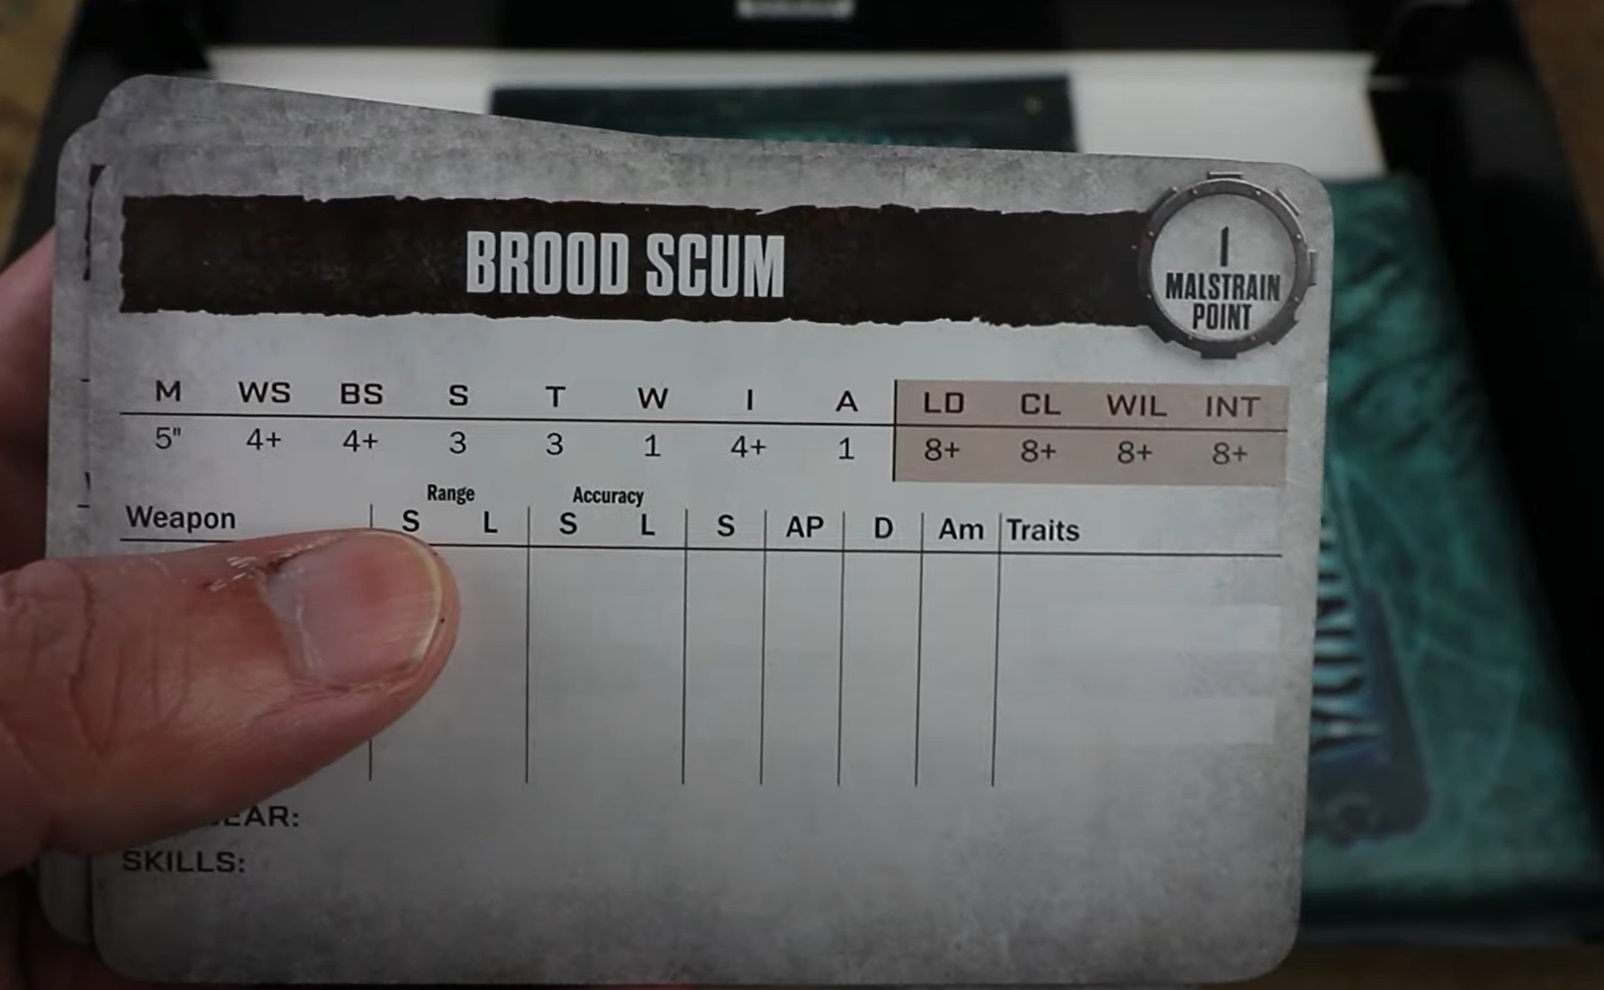 BROOD SCUM
1
MALSTRAIN
POINT
M WS BS S T W I A LD CL WIL INT
5" 4+ 4+ 3 3 1 4+ 1 8+ 8+ 8+ 8+
Range Accuracy
Weapon S L S L S AP D Am Traits
EAR:
SKILLS: